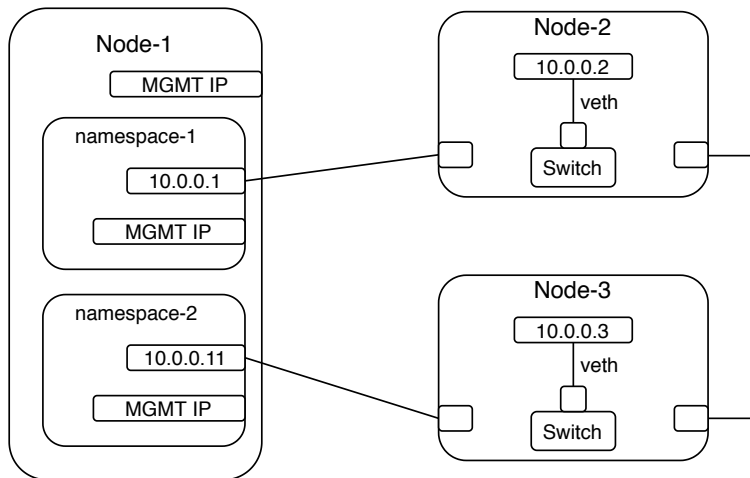 Node-1
MGMT IP
namespace-1
10.0.0.1
MGMT IP
namespace-2
10.0.0.11
MGMT IP
Node-2
10.0.0.2
veth
Switch
Node-3
10.0.0.3
veth
Switch